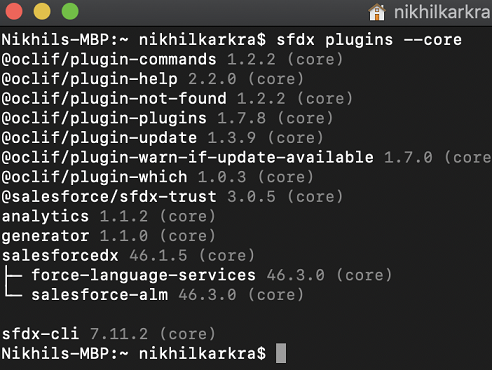 nikhilkarkra
Nikhils-MBP:~ nikhilkarkra$ sfdx plugins --core
@oclif/plugin-commands 1.2.2 (core)
@oclif/plugin-help 2.2.0 (core)
@oclif/plugin-not-found 1.2.2 (core)
@oclif/plugin-plugins 1.7.8 (core)
@oclif/plugin-update 1.3.9 (core)
@oclif/plugin-warn-if-update-available 1.7.0 (core
@oclif/plugin-which 1.0.3 (core)
@salesforce/sfdx-trust 3.0.5 (core)
analytics 1.1.2 (core)
generator 1.1.0 (core)
salesforcedx 46.1.5 (core)
├─ force-language-services 46.3.0 (core)
└─ salesforce-alm 46.3.0 (core)
sfdx-cli 7.11.2 (core)
Nikhils-MBP:~ nikhilkarkra$